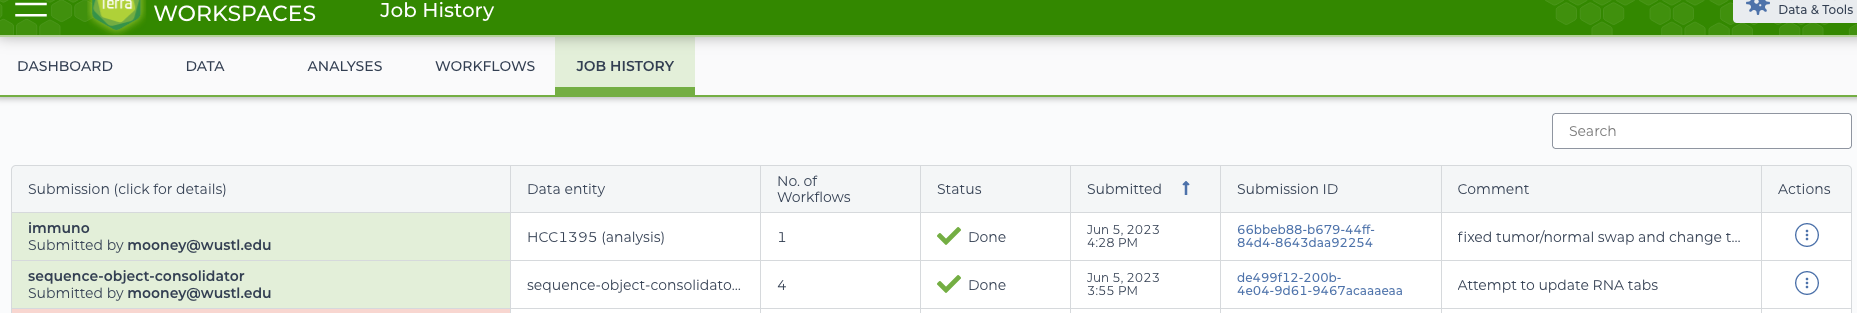 Terra
WORKSPACES
Job History
Data & Tools
DASHBOARD
DATA
ANALYSES
WORKFLOWS
JOB HISTORY
Search
Submission (click for details)
Data entity
No. of
Workflows
Status
Submitted
Submission ID
Comment
Actions
immuno
Submitted by mooney@wustl.edu
HCC1395 (analysis)
1
Done
Jun 5, 2023
4:28 PM
66bbeb88-b679-44ff-
84d4-8643daa92254
fixed tumor/normal swap and change t...
sequence-object-consolidator
Submitted by mooney@wustl.edu
sequence-object-consolidato...
4
Done
Jun 5, 2023
3:55 PM
de499f12-200b-
4e04-9d61-9467acaaaeaa
Attempt to update RNA tabs